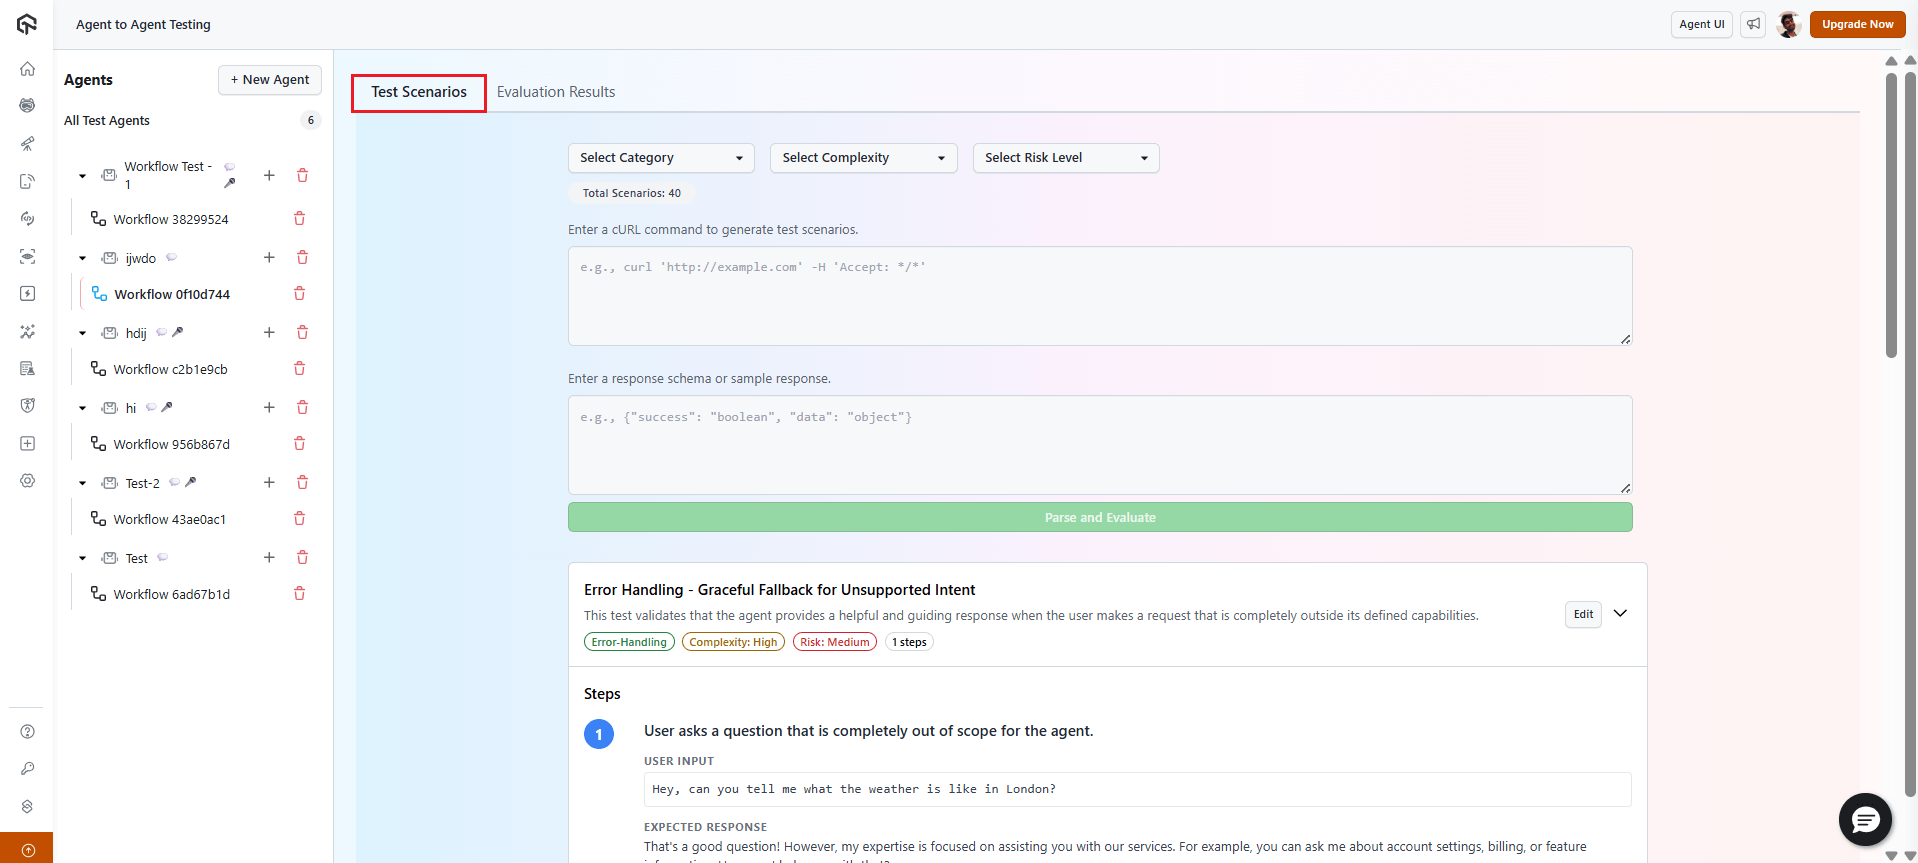 Agent to Agent Testing
Agent UI
Upgrade Now
Agents
+ New Agent
All Test Agents
6
Workflow Test -
1
Workflow 38299524
ijwdo
Workflow 0f10d744
hdij
Workflow c2b1e9cb
hi
Workflow 956b867d
Test-2
Workflow 43ae0ac1
Test
Workflow 6ad67b1d
Test Scenarios
Evaluation Results
Select Category
Select Complexity
Select Risk Level
Total Scenarios: 40
Enter a cURL command to generate test scenarios.
e.g., curl 'http://example.com' -H 'Accept: */*'
Enter a response schema or sample response.
e.g., {"success": "boolean", "data": "object"}
Parse and Evaluate
Error Handling - Graceful Fallback for Unsupported Intent
This test validates that the agent provides a helpful and guiding response when the user makes a request that is completely outside its defined capabilities.
Edit
Error-Handling
Complexity: High
Risk: Medium
1 steps
Steps
1
User asks a question that is completely out of scope for the agent.
USER INPUT
Hey, can you tell me what the weather is like in London?
EXPECTED RESPONSE
That's a good question! However, my expertise is focused on assisting you with our services. For example, you can ask me about account settings, billing, or feature